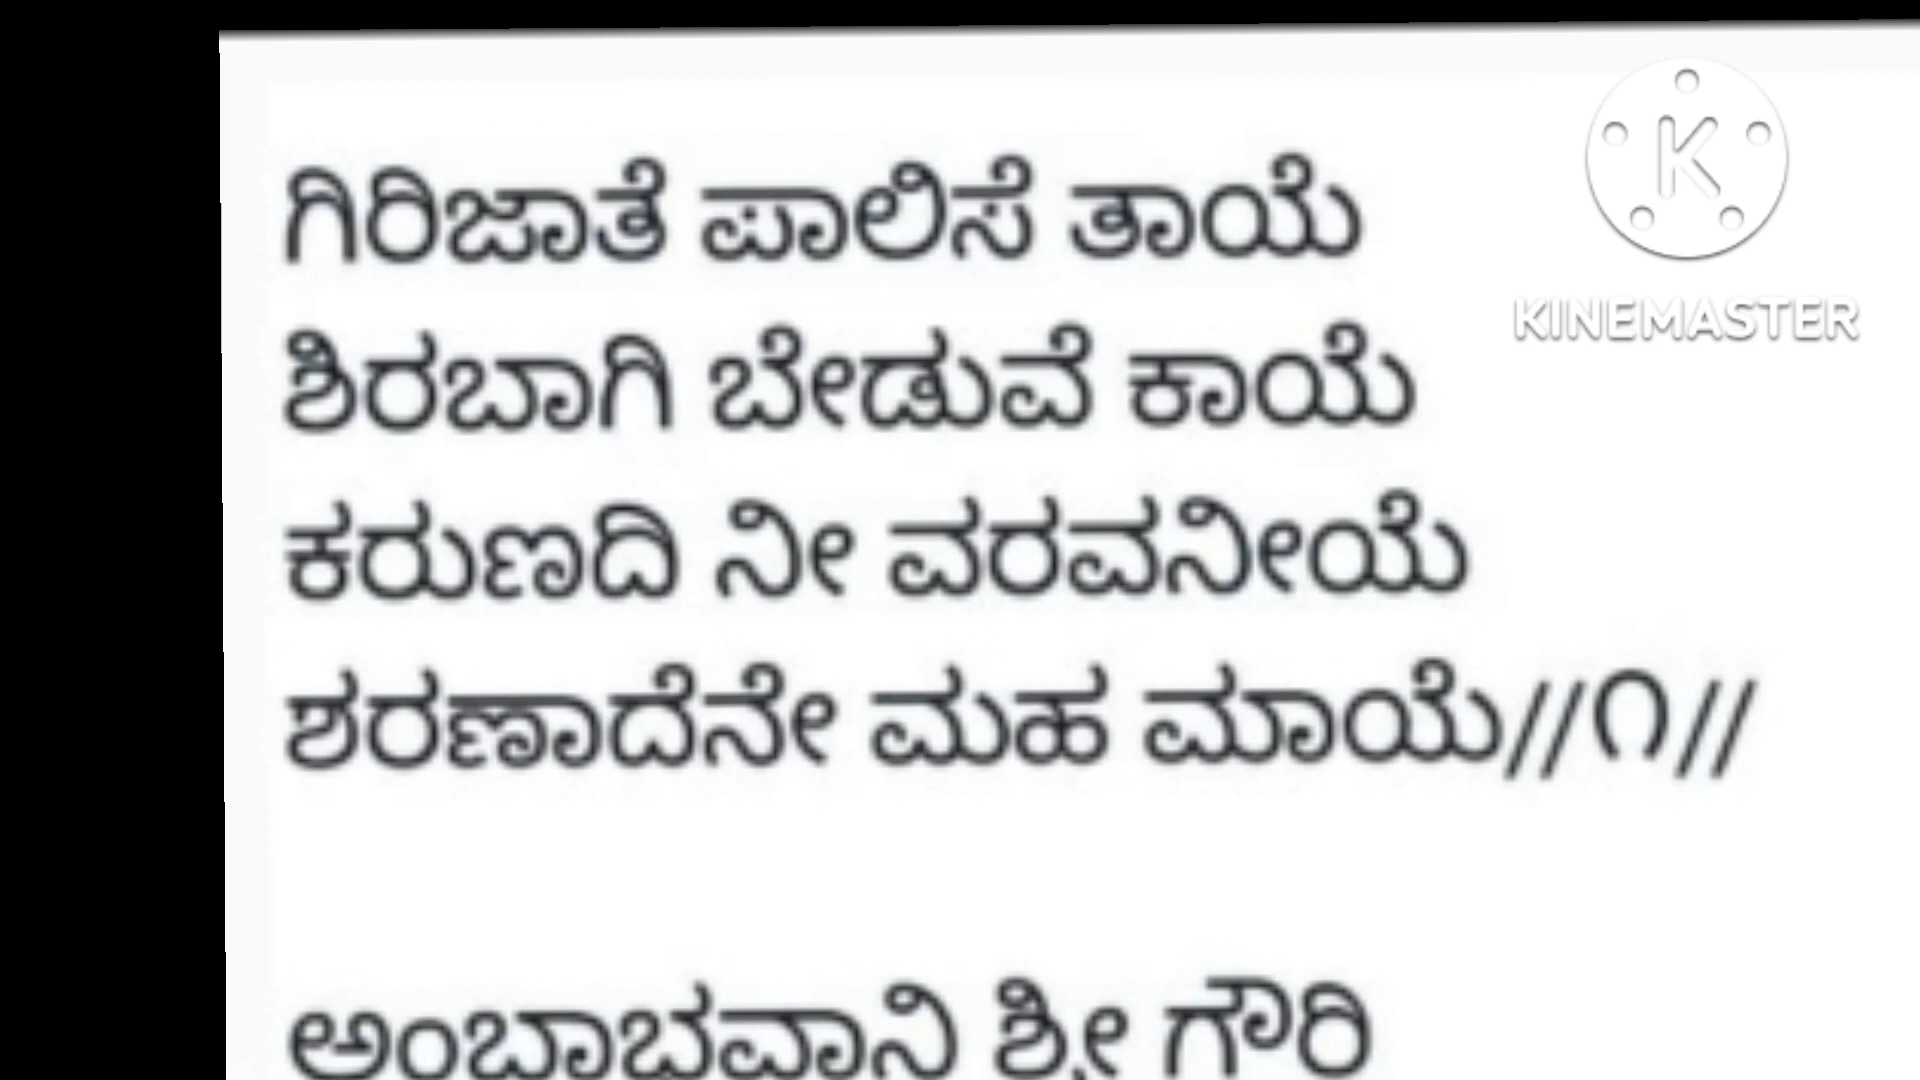 ಗಿರಿಜಾತೆ ಪಾಲಿಸೆ ತಾಯೆ
KINEMASTER
ಶಿರಬಾಗಿ ಬೇಡುವೆ ಕಾಯೆ
ಕರುಣದಿ ನೀ ವರವನೀಯೆ
ಶರಣಾದೆನೇ ಮಹ ಮಾಯೆ//೧//
ಅಂಬಾಭವಾನಿ ಶ್ರೀ ಗೌರಿ